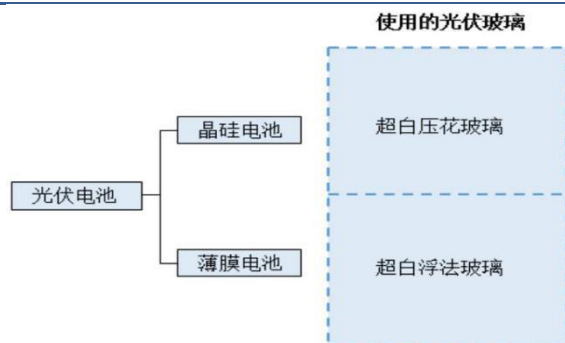 使用的光伏玻璃
晶硅电池
超白压花玻璃
光伏电池
薄膜电池
超白浮法玻璃